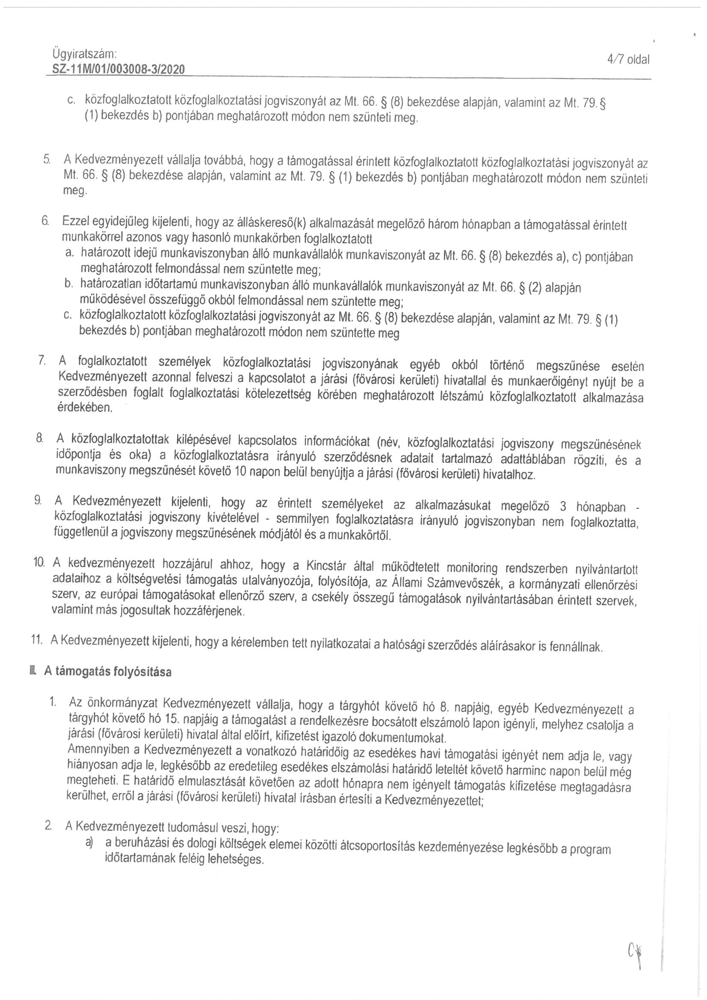 Ügyiratszám:
SZ-11M/01/003008-3/2020
4/7 oldal
c. közfoglalkoztatott közfoglalkoztatási jogviszonyát az Mt. 66. § (8) bekezdése alapján, valamint az Mt. 79. §
(1) bekezdés b) pontjában meghatározott módon nem szünteti meg.
5. A Kedvezményezett vállalja továbbá, hogy a támogatással érintett közfoglalkoztatott közfoglalkoztatási jogviszonyát az
Mt. 66. § (8) bekezdése alapján, valamint az Mt. 79. § (1) bekezdés b) pontjában meghatározott módon nem szünteti
meg.
6. Ezzel egyidejűleg kijelenti, hogy az álláskereső(k) alkalmazását megelőző három hónapban a támogatással érintett
munkakörrel azonos vagy hasonló munkakörben foglalkoztatott
a. határozott idejű munkaviszonyban álló munkavállalók munkaviszonyát az Mt. 66. § (8) bekezdés a), c) pontjában
meghatározott felmondással nem szüntette meg;
b. határozatlan időtartamú munkaviszonyban álló munkavállalók munkaviszonyát az Mt. 66. § (2) alapján
működésével összefüggő okból felmondással nem szüntette meg;
c. közfoglalkoztatott közfoglalkoztatási jogviszonyát az Mt. 66. § (8) bekezdése alapján, valamint az Mt. 79. § (1)
bekezdés b) pontjában meghatározott módon nem szüntette meg
7. A foglalkoztatott személyek közfoglalkoztatási jogviszonyának egyéb okból történő megszűnése esetén
Kedvezményezett azonnal felveszi a kapcsolatot a járási (fővárosi kerületi) hivatallal és munkaerőigényt nyújt be a
szerződésben foglalt foglalkoztatási kötelezettség körében meghatározott létszámú közfoglalkoztatott alkalmazása
érdekében.
8. A közfoglalkoztatottak kilépésével kapcsolatos információkat (név, közfoglalkoztatási jogviszony megszűnésének
időpontja és oka) a közfoglalkoztatásra irányuló szerződésnek adatait tartalmazó adattáblában rögzíti, és a
munkaviszony megszűnését követő 10 napon belül benyújtja a járási (fővárosi kerületi) hivatalhoz.
9. A Kedvezményezett kijelenti, hogy az érintett személyeket az alkalmazásukat megelőző 3 hónapban -
közfoglalkoztatási jogviszony kivételével - semmilyen foglalkoztatásra irányuló jogviszonyban nem foglalkoztatta,
függetlenül a jogviszony megszűnésének módjától és a munkakörtől.
10. A kedvezményezett hozzájárul ahhoz, hogy a Kincstár által működtetett monitoring rendszerben nyilvántartott
adataihoz a költségvetési támogatás utalványozója, folyósítója, az Állami Számvevőszék, a kormányzati ellenőrzési
szerv, az európai támogatásokat ellenőrző szerv, a csekély összegű támogatások nyilvántartásában érintett szervek,
valamint más jogosultak hozzáférjenek.
11. A Kedvezményezett kijelenti, hogy a kérelemben tett nyilatkozatai a hatósági szerződés aláírásakor is fennállnak.
A támogatás folyósítása
1. Az önkormányzat Kedvezményezett vállalja, hogy a tárgyhót követő hó 8. napjáig, egyéb Kedvezményezett a
tárgyhót követő hó 15. napjáig a támogatást a rendelkezésre bocsátott elszámoló lapon igényli, melyhez csatolja a
járási (fővárosi kerületi) hivatal által előírt, kifizetést igazoló dokumentumokat.
Amennyiben a Kedvezményezett a vonatkozó határidőig az esedékes havi támogatási igényét nem adja le, vagy
hiányosan adja le, legkésőbb az eredetileg esedékes elszámolási határidő leteltét követő harminc napon belül még
megteheti. E határidő elmulasztását követően az adott hónapra nem igényelt támogatás kifizetése megtagadásra
kerülhet, erről a járási (fővárosi kerületi) hivatal írásban értesíti a Kedvezményezettet;
2. A Kedvezményezett tudomásul veszi, hogy:
a) a beruházási és dologi költségek elemei közötti átcsoportosítás kezdeményezése legkésőbb a program
időtartamának feléig lehetséges.